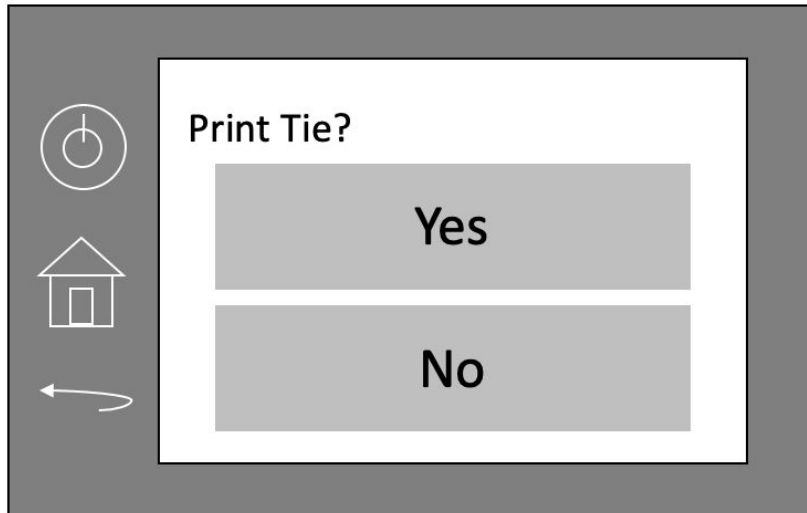 Print Tie?
Yes
No